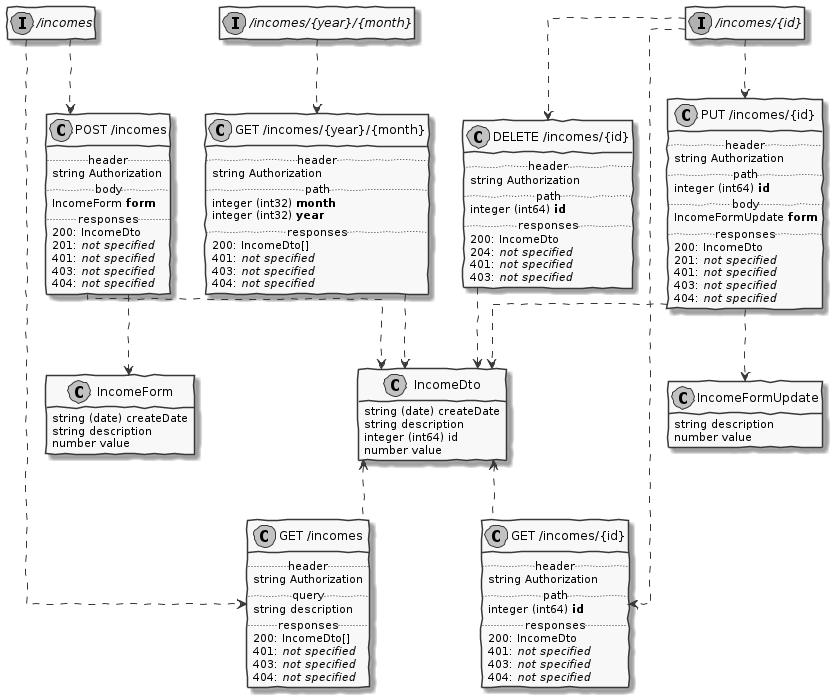 I /incomes
I /incomes/{year}/{month}
I /incomes/{id}
C POST /incomes
header
string Authorization
body
IncomeForm form
responses
200: IncomeDto
201: not specified
401: not specified
403: not specified
404: not specified
C GET /incomes/{year}/{month}
header
string Authorization
path
integer (int32) month
integer (int32) year
responses
200: IncomeDto[]
401: not specified
403: not specified
404: not specified
C DELETE /incomes/{id}
header
string Authorization
path
integer (int64) id
responses
200: IncomeDto
204: not specified
401: not specified
403: not specified
C PUT /incomes/{id}
header
string Authorization
path
integer (int64) id
body
IncomeFormUpdate form
responses
200: IncomeDto
201: not specified
401: not specified
403: not specified
404: not specified
C IncomeForm
string (date) createDate
string description
number value
C IncomeDto
string (date) createDate
string description
integer (int64) id
number value
C IncomeFormUpdate
string description
number value
C GET /incomes
header
string Authorization
query
string description
responses
200: IncomeDto[]
401: not specified
403: not specified
404: not specified
C GET /incomes/{id}
header
string Authorization
path
integer (int64) id
responses
200: IncomeDto
401: not specified
403: not specified
404: not specified